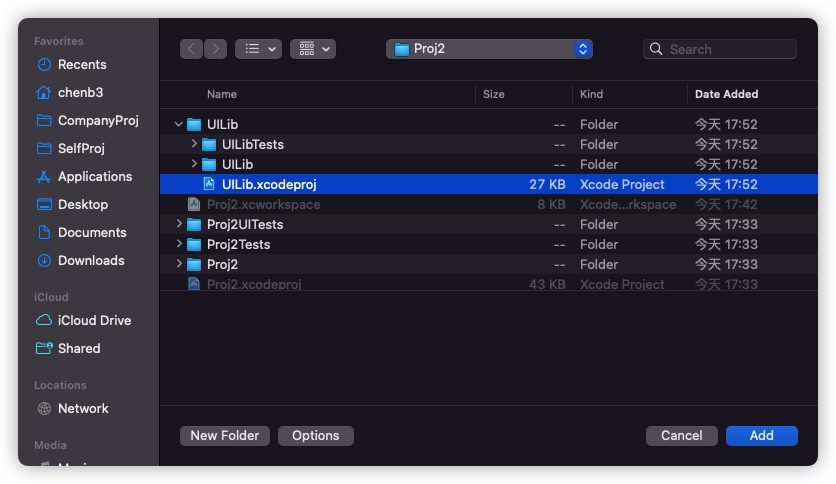 Favorites
Recents
chenb3
CompanyProj
SelfProj
Applications
Desktop
Documents
Downloads
iCloud
iCloud Drive
Shared
Locations
Network
Media
Proj2
Search
Name Size Kind Date Added
UILib -- Folder 今天 17:52
UILibTests -- Folder 今天 17:52
UILib -- Folder 今天 17:52
UILib.xcodeproj 27 KB Xcode Project 今天 17:52
Proj2.xcworkspace 8 KB Xcode...rkspace 今天 17:42
Proj2UITests -- Folder 今天 17:33
Proj2Tests -- Folder 今天 17:33
Proj2 -- Folder 今天 17:33
Proj2.xcodeproj 43 KB Xcode Project 今天 17:33
New Folder Options Cancel Add